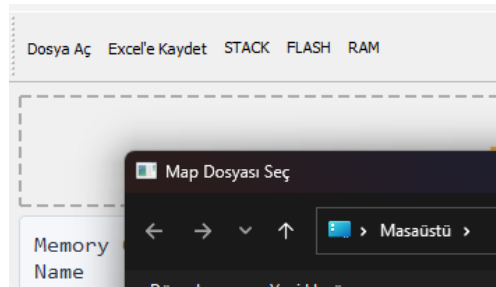 Dosya Aç Excel'e Kaydet STACK FLASH RAM
Map Dosyası Seç
Masaüstü
Memory
Name